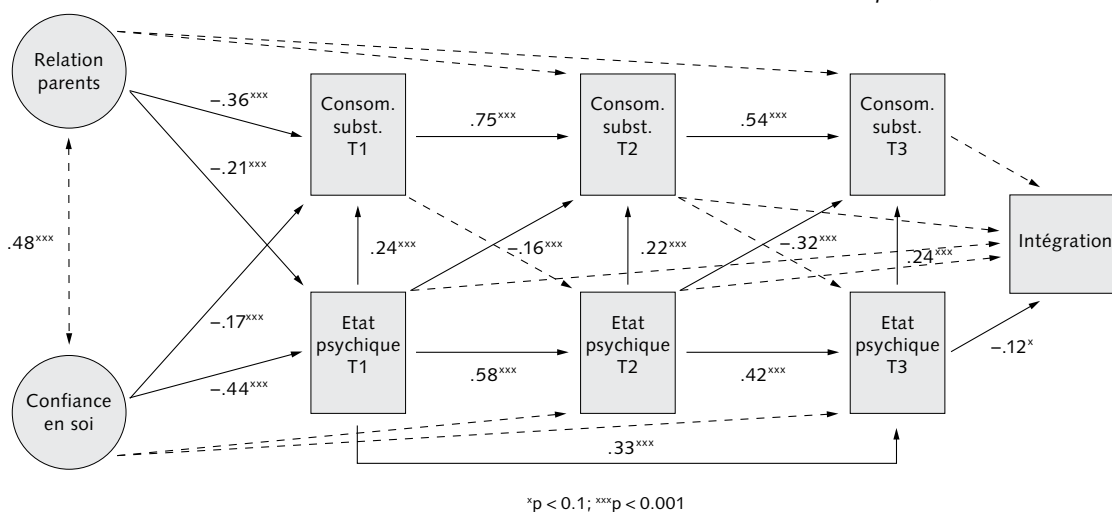 Relation
parents
Consom.
subst.
T1
Consom.
subst.
T2
Consom.
subst.
T3
–.36xxx
.75xxx
.54xxx
–.21xxx
.48xxx
.24xxx
–.16xxx
.22xxx
–.32xxx
.24xxx
Intégration
–.17xxx
–.44xxx
Etat
psychique
T1
Etat
psychique
T2
Etat
psychique
T3
.58xxx
.42xxx
–.12x
Confiance
en soi
.33xxx
xp < 0.1; xxxp < 0.001